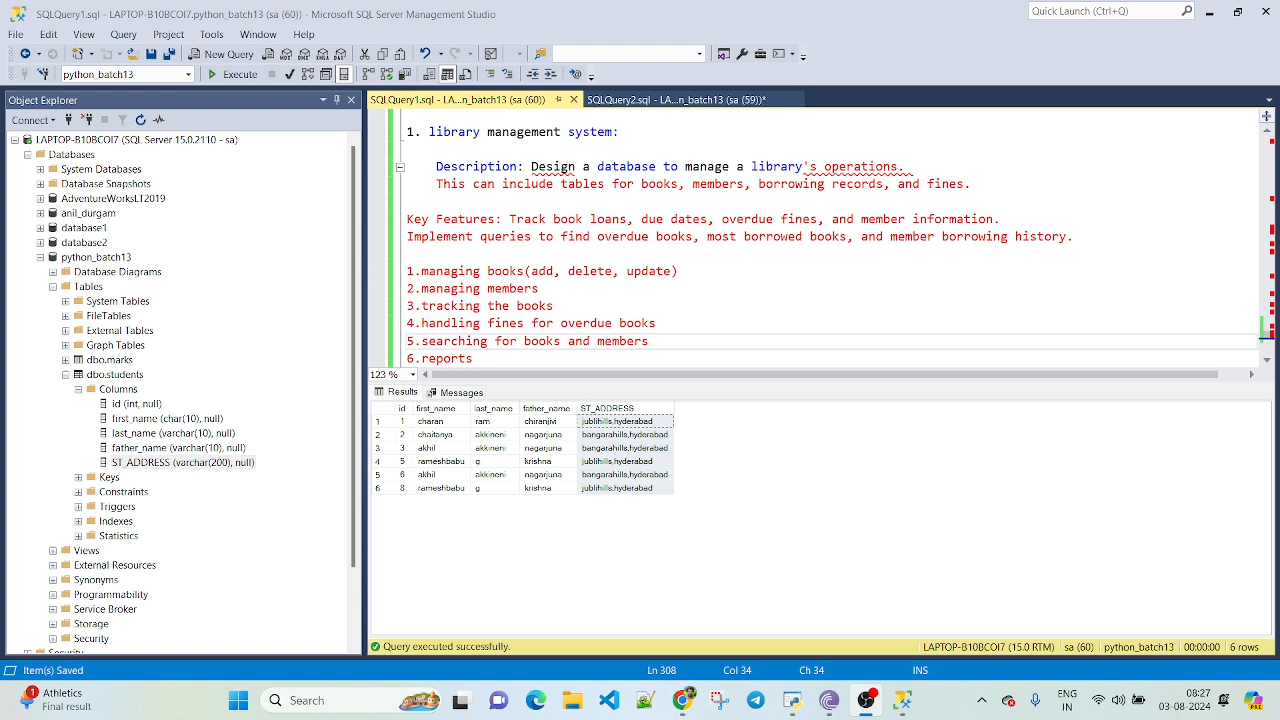 SQLQuery1.sql - LAPTOP-B10BCOI7.python_batch13 (sa (60))* - Microsoft SQL Server Management Studio
Quick Launch (Ctrl+Q)
File Edit View Query Project Tools Window Help
New Query
python_batch13 Execute
Object Explorer
SQLQuery1.sql - LA...n_batch13 (sa (60))
SQLQuery2.sql - LA...n_batch13 (sa (59))*
Connect
LAPTOP-B10BCOI7 (SQL Server 15.0.2110 - sa)
Databases
System Databases
Database Snapshots
AdventureWorksLT2019
anil_durgam
database1
database2
python_batch13
Database Diagrams
Tables
System Tables
FileTables
External Tables
Graph Tables
dbo.marks
dbo.students
Columns
id (int, null)
first_name (char(10), null)
last_name (varchar(10), null)
father_name (varchar(10), null)
ST_ADDRESS (varchar(200), null)
Keys
Constraints
Triggers
Indexes
Statistics
Views
External Resources
Synonyms
Programmability
Service Broker
Storage
Security
1. library management system:
Description: Design a database to manage a library's operations.
This can include tables for books, members, borrowing records, and fines.
Key Features: Track book loans, due dates, overdue fines, and member information.
Implement queries to find overdue books, most borrowed books, and member borrowing history.
1.managing books(add, delete, update)
2.managing members
3.tracking the books
4.handling fines for overdue books
5.searching for books and members
6.reports
123 %
Results Messages
id first_name last_name father_name ST_ADDRESS
1 1 charan ram chiranjivi jublihills,hyderabad
2 2 chaitanya akkineni nagarjuna bangarahills,hyderabad
3 3 akhil akkineni nagarjuna bangarahills,hyderabad
4 5 rameshbabu g krishna jublihills,hyderabad
5 6 akhil akkineni nagarjuna bangarahills,hyderabad
6 8 rameshbabu g krishna jublihills,hyderabad
Query executed successfully.
LAPTOP-B10BCOI7 (15.0 RTM) sa (60) python_batch13 00:00:00 6 rows
Item(s) Saved Ln 308 Col 34 Ch 34 INS
1 Athletics
Final result
Search
ENG
IN
08:27
03-08-2024